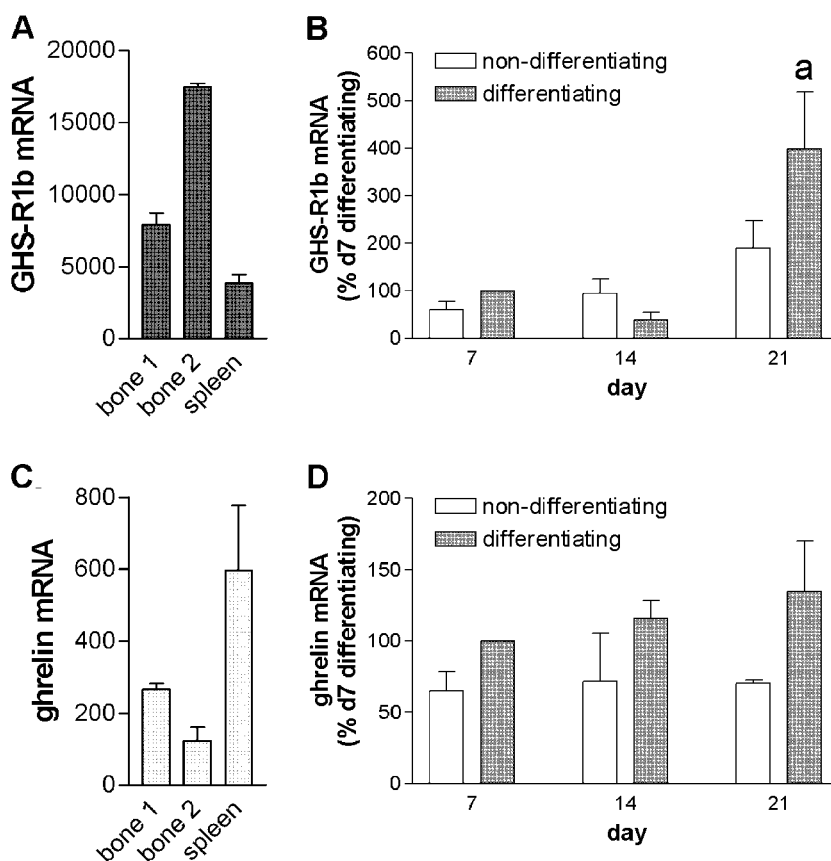 A
GHS-R1b mRNA
20000
15000
10000
5000
0
bone 1
bone 2
spleen
B
GHS-R1b mRNA
(% d7 differentiating)
600
500
400
300
200
100
0
non-differentiating
differentiating
a
7
14
21
day
C
ghrelin mRNA
800
600
400
200
0
bone 1
bone 2
spleen
D
ghrelin mRNA
(% d7 differentiating)
200
150
100
50
0
non-differentiating
differentiating
7
14
21
day